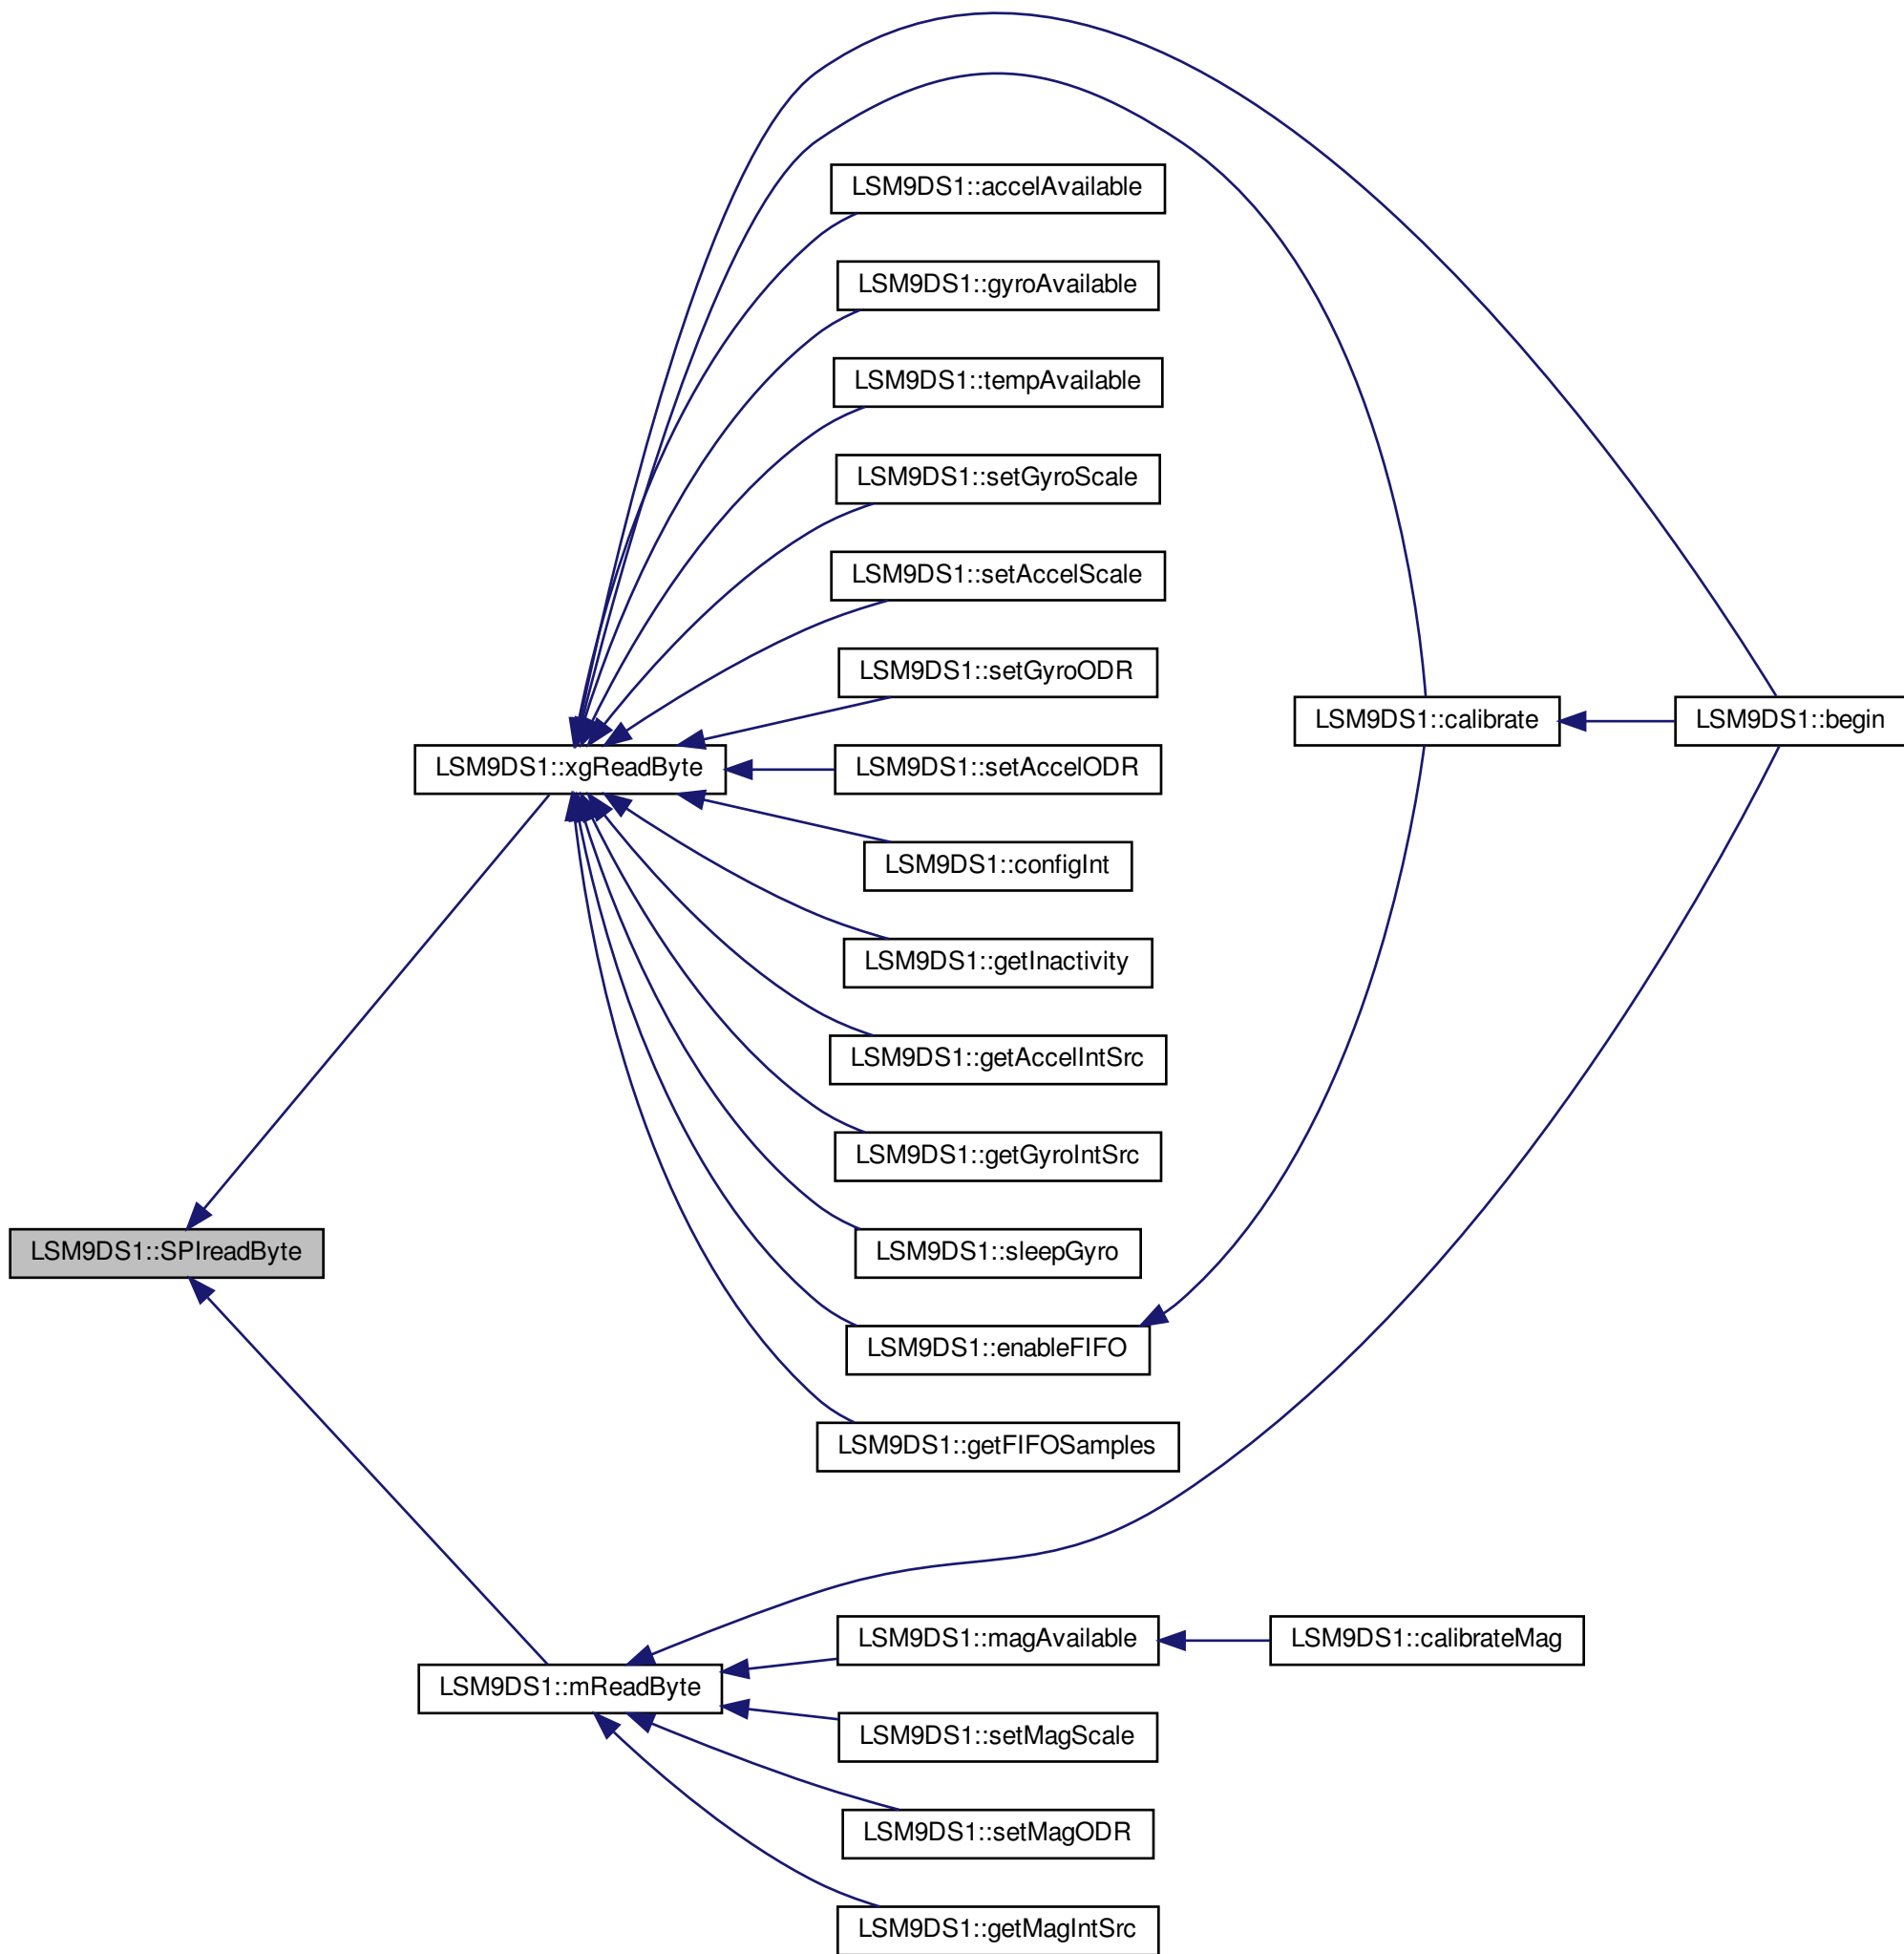 LSM9DS1::accelAvailable
LSM9DS1::gyroAvailable
LSM9DS1::tempAvailable
LSM9DS1::setGyroScale
LSM9DS1::setAccelScale
LSM9DS1::setGyroODR
LSM9DS1::calibrate
LSM9DS1::begin
LSM9DS1::xgReadByte
LSM9DS1::setAccelODR
LSM9DS1::configInt
LSM9DS1::getInactivity
LSM9DS1::getAccelIntSrc
LSM9DS1::getGyroIntSrc
LSM9DS1::SPIreadByte
LSM9DS1::sleepGyro
LSM9DS1::enableFIFO
LSM9DS1::getFIFOSamples
LSM9DS1::magAvailable
LSM9DS1::calibrateMag
LSM9DS1::mReadByte
LSM9DS1::setMagScale
LSM9DS1::setMagODR
LSM9DS1::getMagIntSrc